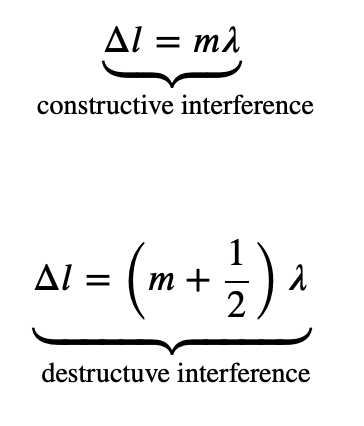 Δl = mλ
constructive interference
Δl = (m + 1/2) λ
destructuve interference